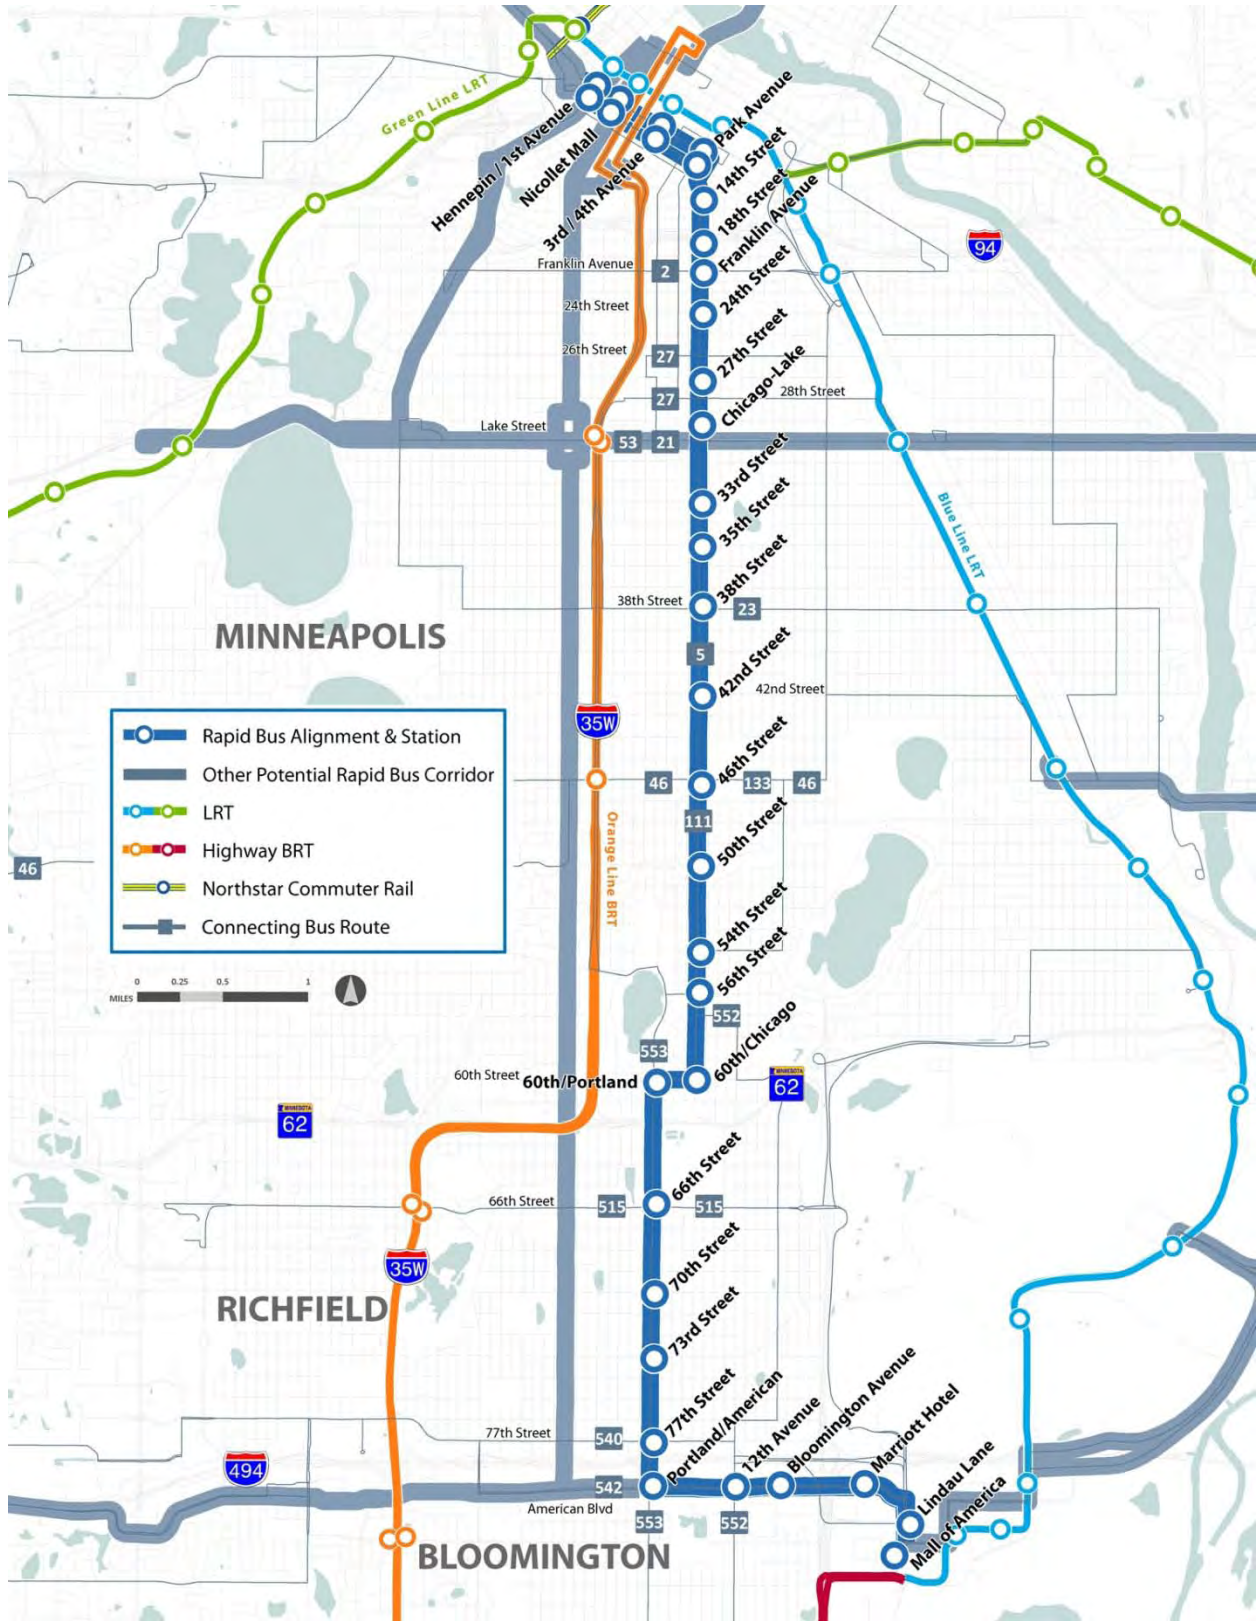 Green Line LRT
Hennepin / 1st Avenue
Nicollet Mall
3rd / 4th Avenue
Park Avenue
14th Street
18th Street
Franklin Avenue
94
Franklin Avenue
2
24th Street
24th Street
26th Street
27
27th Street
27
28th Street
Chicago-Lake
Lake Street
53
21
33rd Street
35th Street
Blue Line LRT
38th Street
38th Street
23
MINNEAPOLIS
5
42nd Street
42nd Street
35W
Rapid Bus Alignment & Station
Other Potential Rapid Bus Corridor
LRT
Highway BRT
Northstar Commuter Rail
Connecting Bus Route
46th Street
46
133
46
111
Orange Line BRT
50th Street
46
54th Street
56th Street
0 0.25 0.5 1
MILES
552
60th/Chicago
553
60th Street
60th/Portland
MINNESOTA
62
MINNESOTA
62
66th Street
66th Street
515
515
70th Street
35W
RICHFIELD
73rd Street
77th Street
77th Street
540
Portland/American
12th Avenue
Bloomington Avenue
Marriott Hotel
494
542
American Blvd
553
552
Lindau Lane
Mall of America
BLOOMINGTON